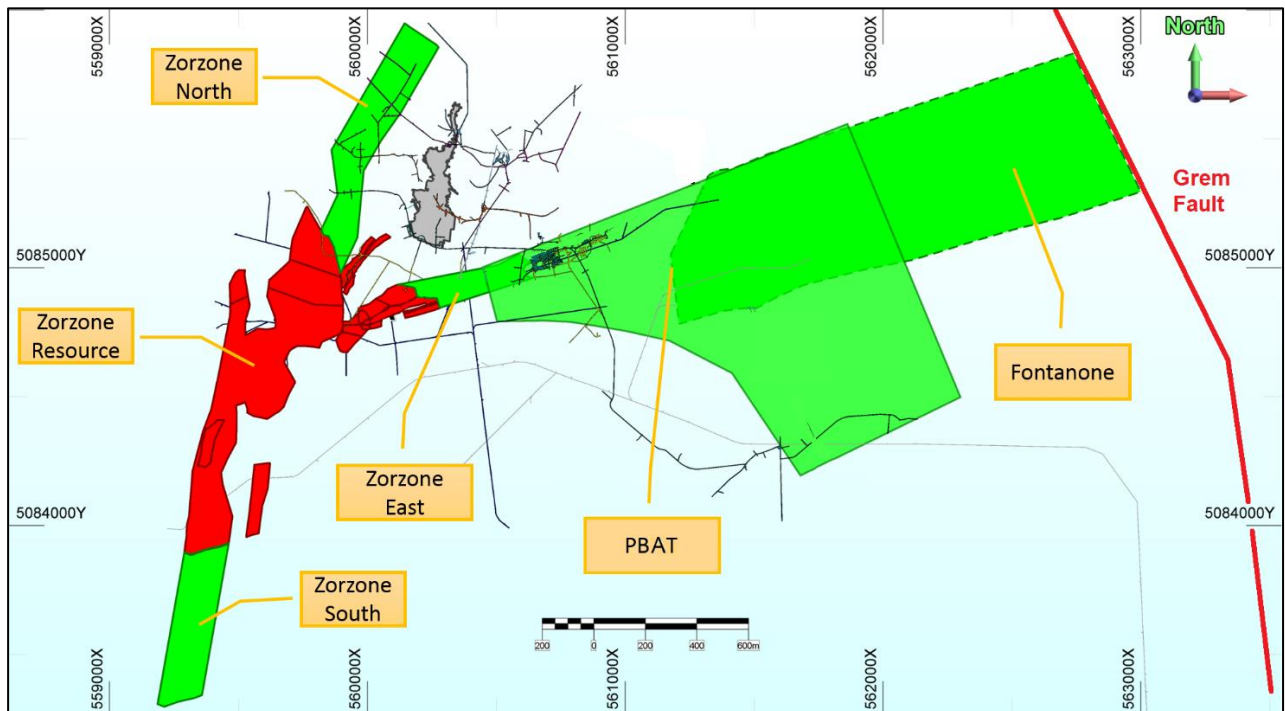 559000X
560000X
561000X
562000X
563000X
North
Zorzone
North
Grem
Fault
5085000Y
5085000Y
Zorzone
Resource
Fontanone
Zorzone
East
5084000Y
5084000Y
PBAT
Zorzone
South
200
0
200
400
600m
559000X
560000X
561000X
562000X
563000X